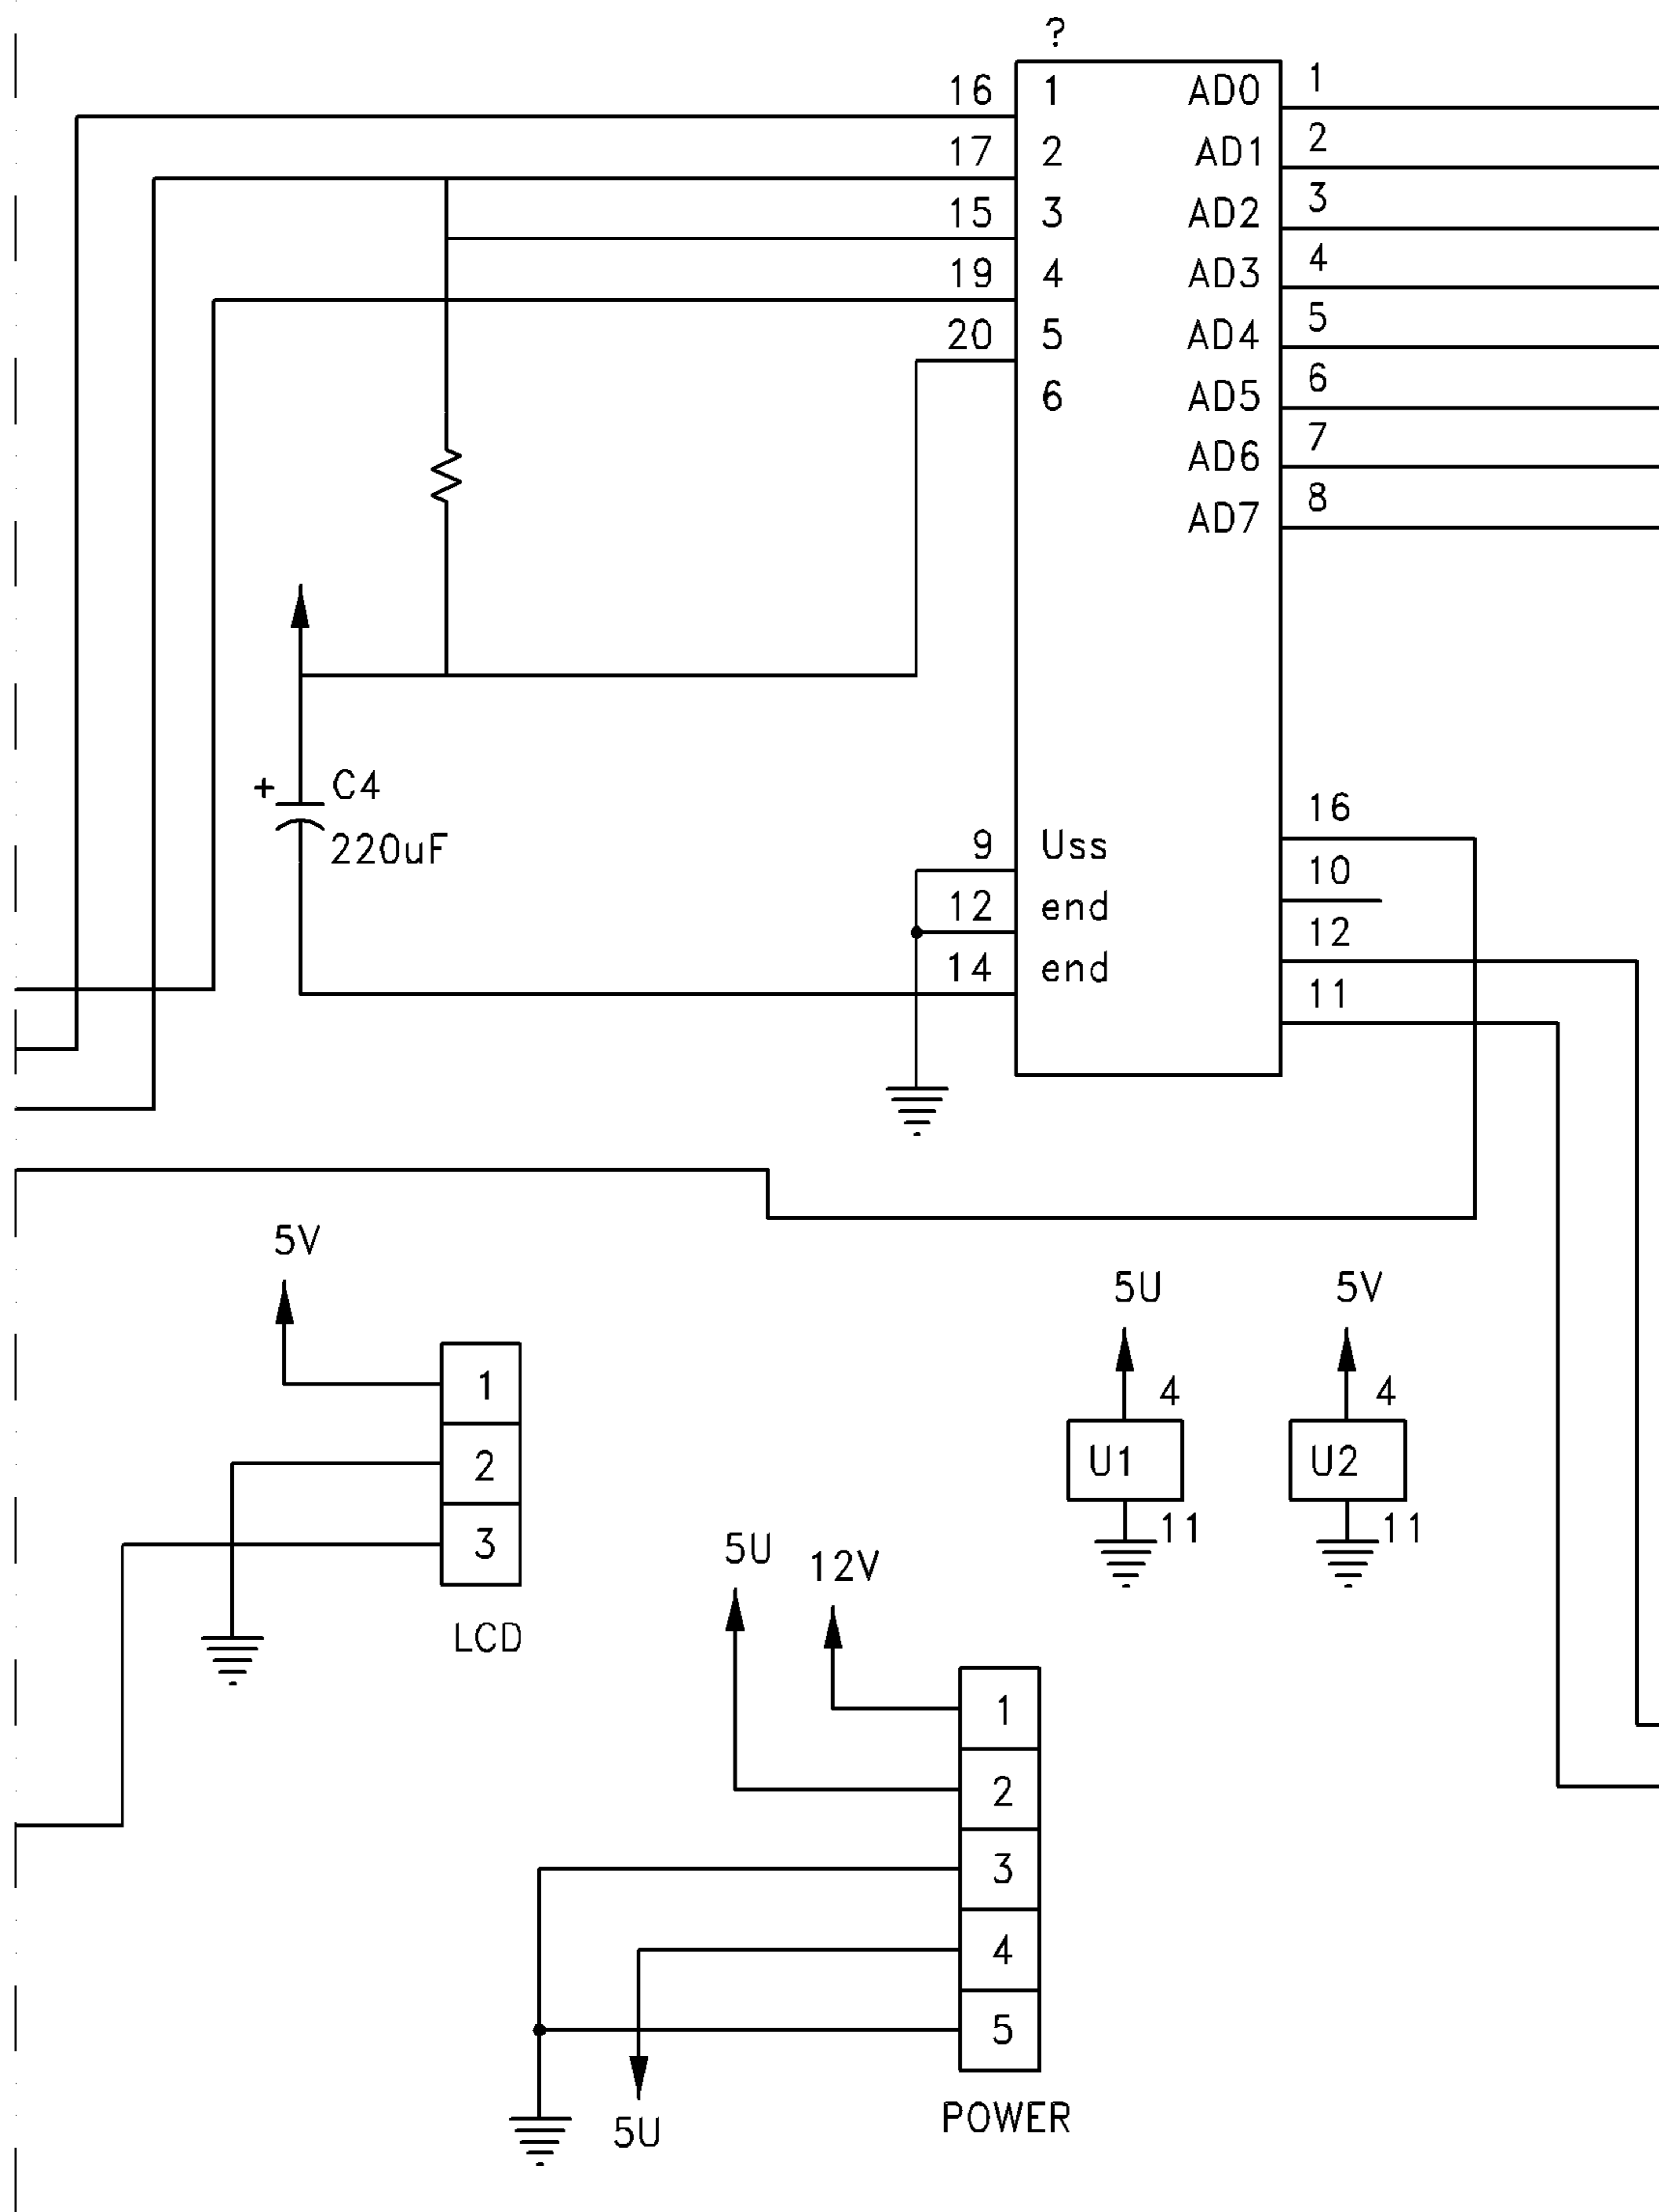 ?
16 1 AD0 1
17 2 AD1 2
15 3 AD2 3
19 4 AD3 4
20 5 AD4 5
6 AD5 6
AD6 7
AD7 8
+ C4
220uF
16
9 Uss 10
12 end 12
14 end 11
5V
5U 5V
1
4 4
2 U1 U2
3 11 11
LCD
5U 12V
1
2
3
4
5
5U POWER